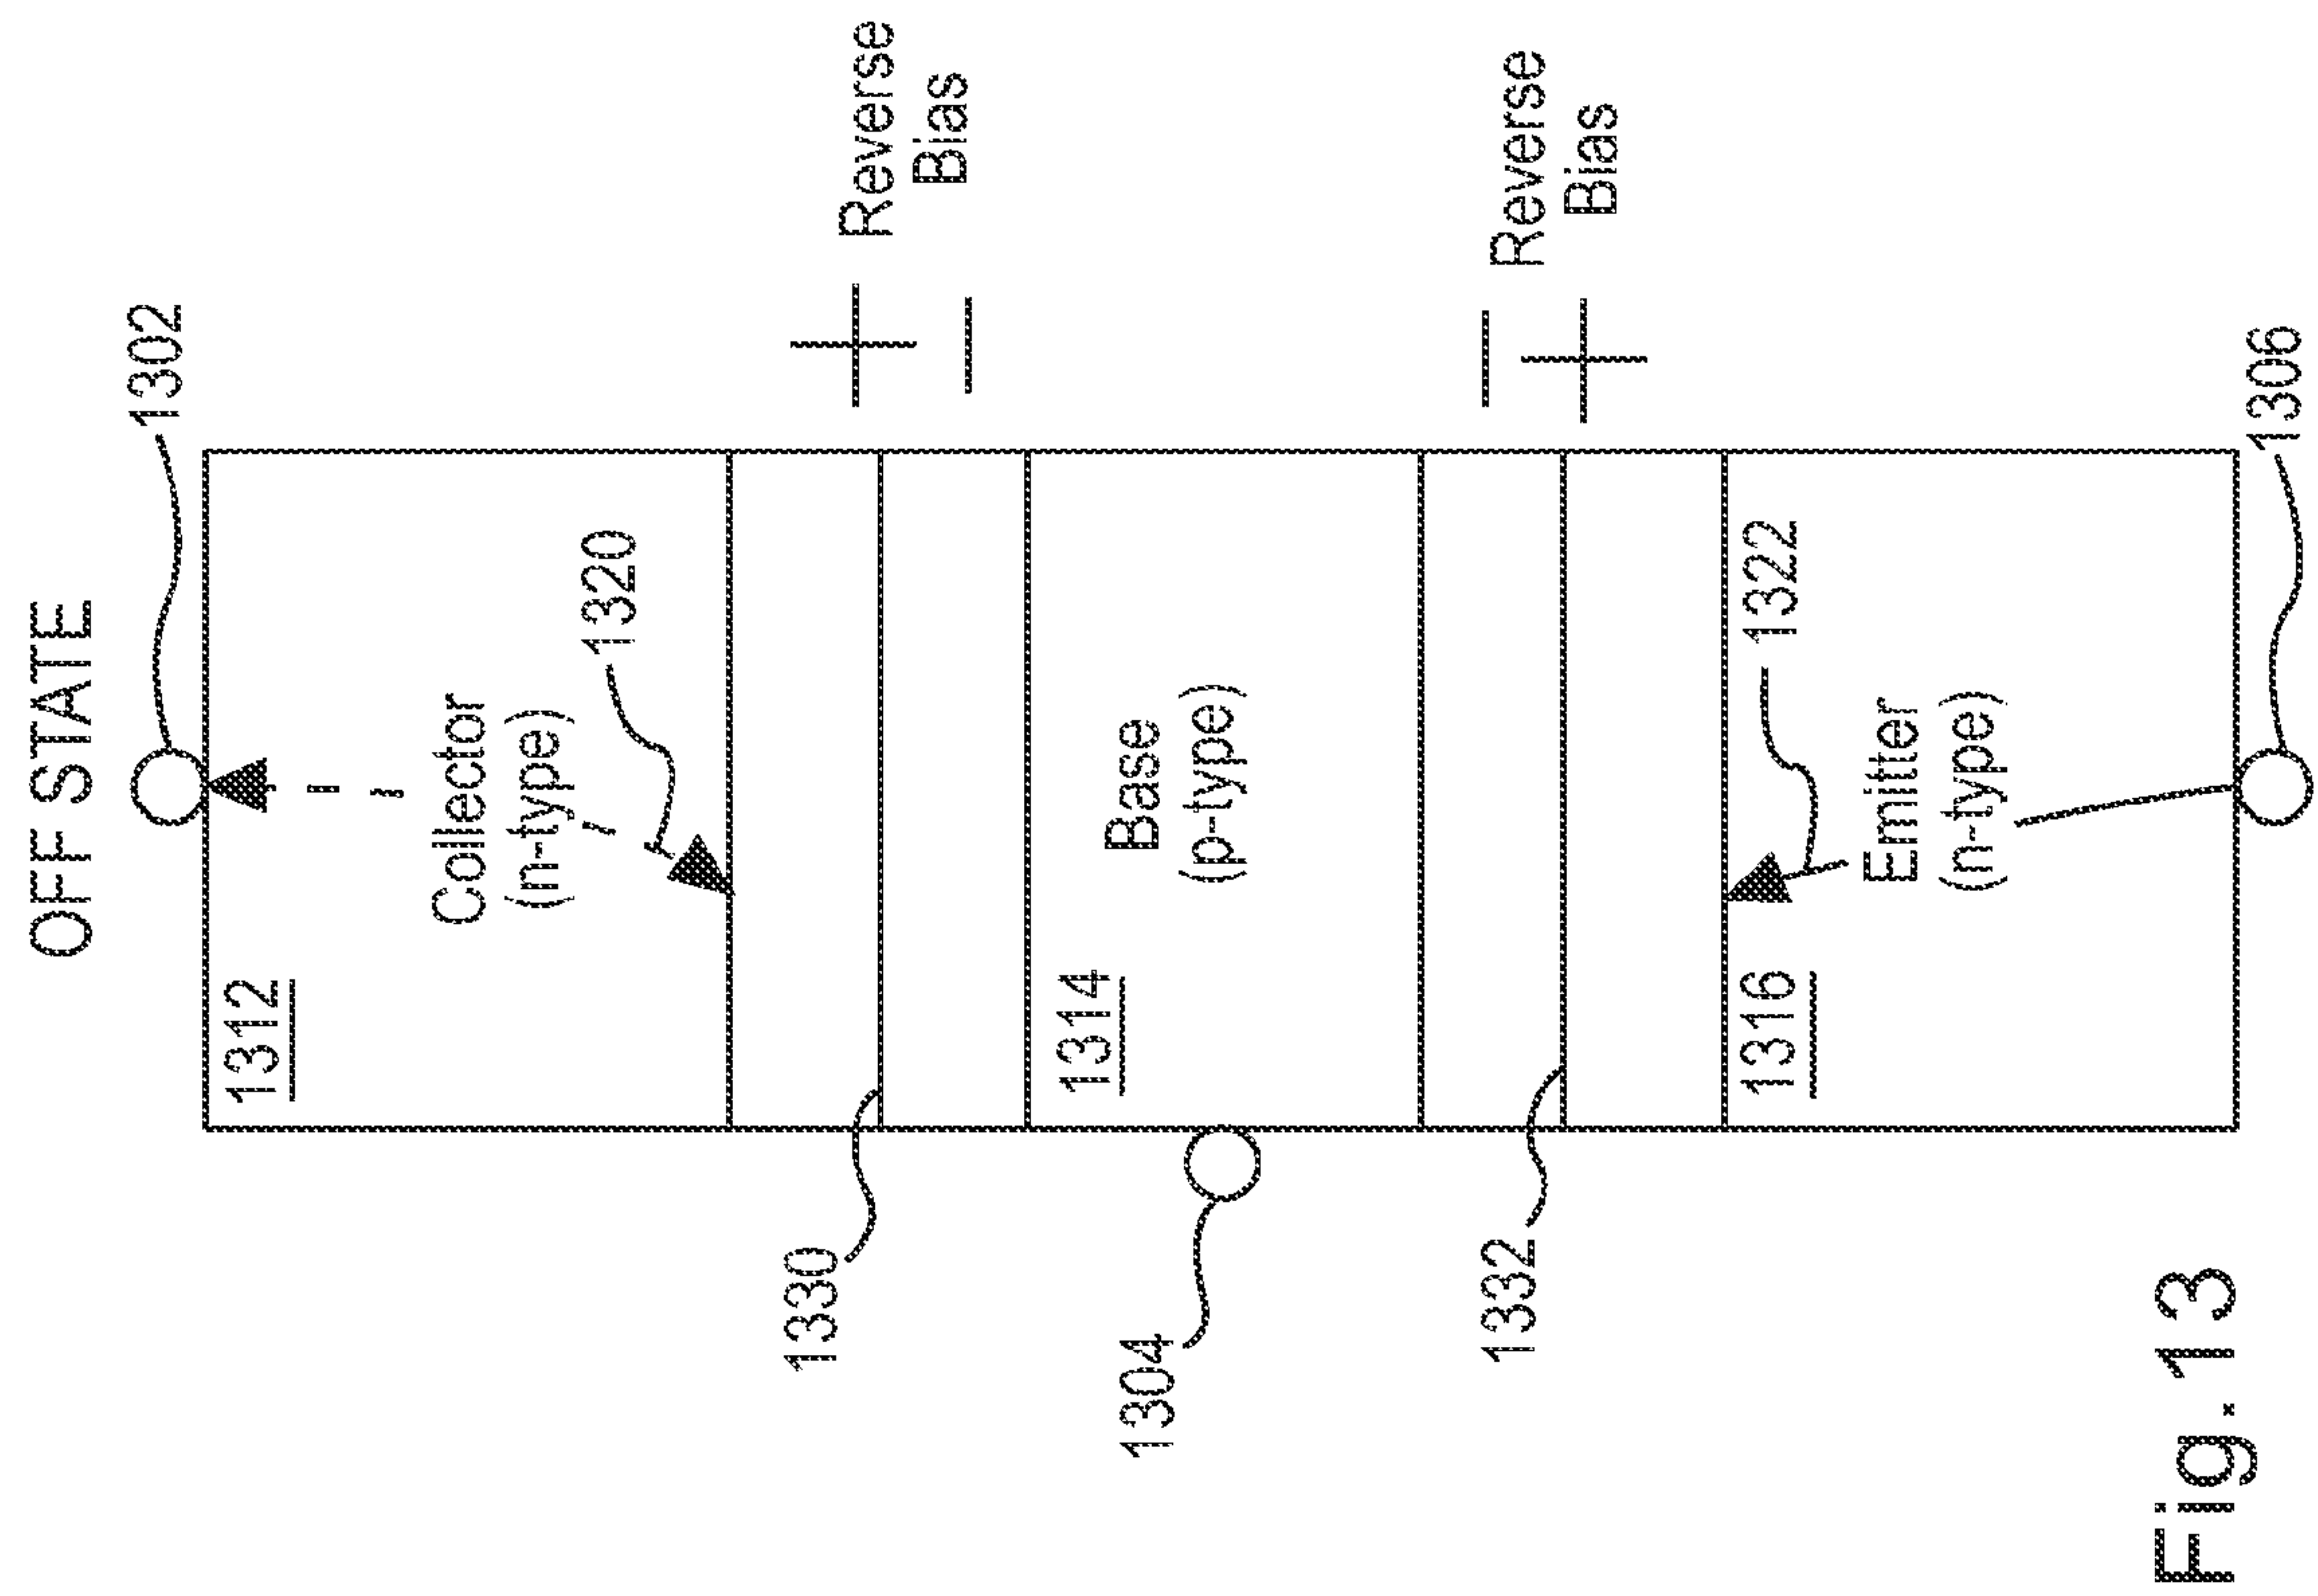 OFF STATE
1302
1312
Collector
(n-type)
1320
1330
+
Reverse
Bias
−
1314
Base
(p-type)
1304
1332
−
Reverse
Bias
+
1316
1322
Emitter
(n-type)
1306
Fig. 13